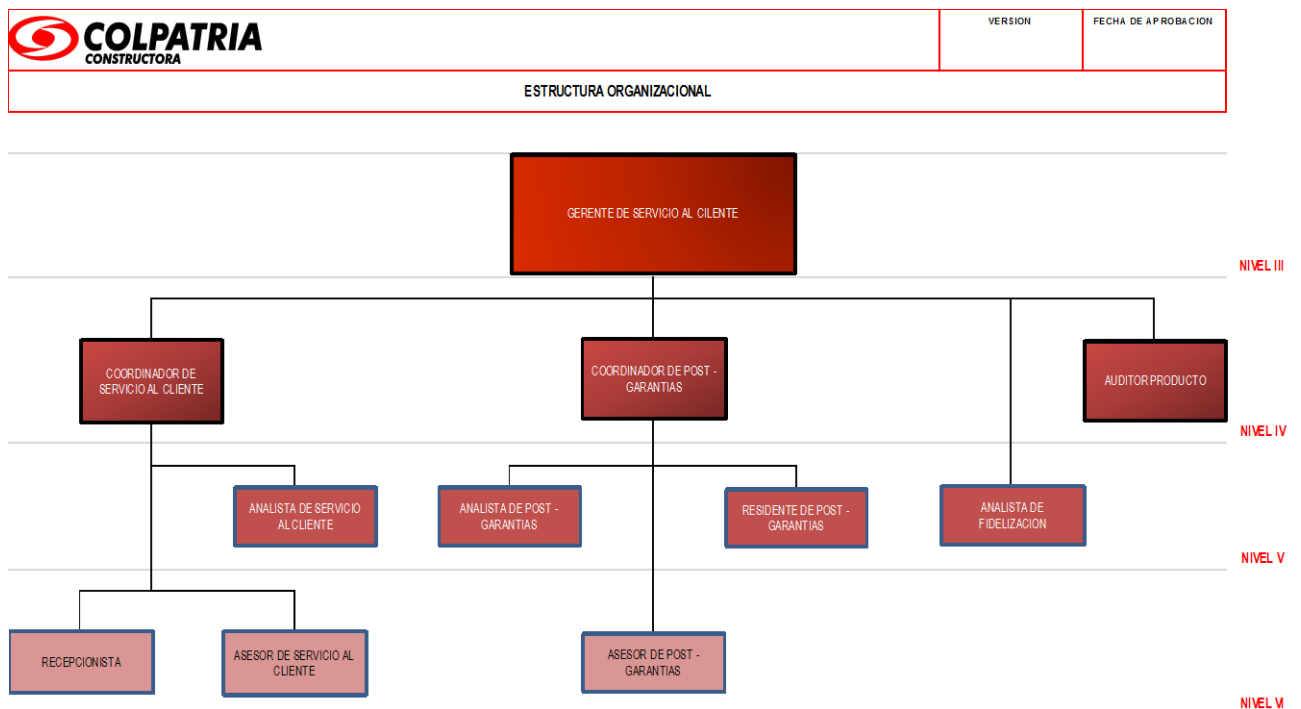 COLPATRIA
CONSTRUCTORA
VERSION
FECHA DE APROBACION
ESTRUCTURA ORGANIZACIONAL
GERENTE DE SERVICIO AL CILENTE
NIVEL III
COORDINADOR DE
SERVICIO AL CLIENTE
COORDINADOR DE POST -
GARANTIAS
AUDITOR PRODUCTO
NIVEL IV
ANALISTA DE SERVICIO
AL CLIENTE
ANALISTA DE POST -
GARANTIAS
RESIDENTE DE POST -
GARANTIAS
ANALISTA DE
FIDELIZACION
NIVEL V
RECEPCIONISTA
ASESOR DE SERVICIO AL
CLIENTE
ASESOR DE POST -
GARANTIAS
NIVEL VI